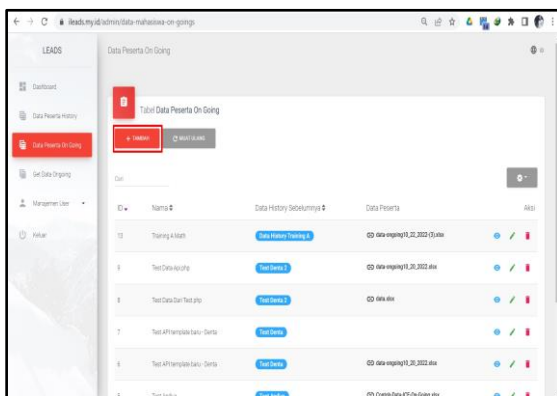 ileads.my.id/admin/data-mahasiswa-on-goings
LEADS
Data Peserta On Going
Dashboard
Data Peserta History
Data Peserta On Going
Get Data Ongoing
Manajemen User
Keluar
Tabel Data Peserta On Going
+ TAMBAH
MUAT ULANG
Cari
ID Nama Data History Sebelumnya Data Peserta Aksi
13 Training A Math Data History Training A data-ongoing10_22_2022-(3).xlsx
Test Data-Api.php Test Denta 2 data-ongoing10_20_2022.xlsx
8 Test Data Dari Test.php Test Denta 2 data.xlsx
7 Test API template baru - Denta Test Denta
6 Test API template baru - Denta Test Denta data-ongoing10_20_2022.xlsx